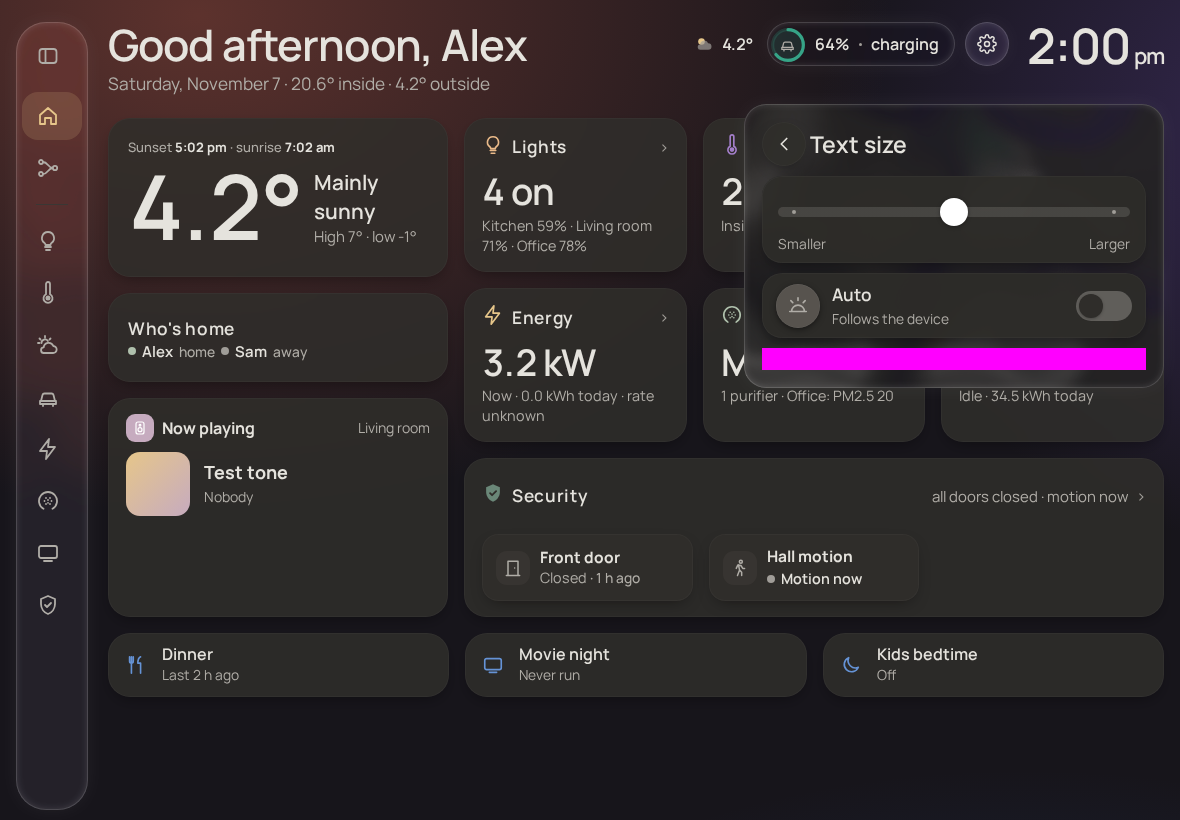 Good afternoon, Alex
Saturday, November 7 · 20.6° inside · 4.2° outside
4.2°
64% · charging
2:00 pm
Sunset 5:02 pm · sunrise 7:02 am
4.2°
Mainly
sunny
High 7° · low -1°
Who's home
Alex home Sam away
Now playing
Living room
Test tone
Nobody
Lights
4 on
Kitchen 59% · Living room
71% · Office 78%
Energy
3.2 kW
Now · 0.0 kWh today · rate
unknown
2
Insi
M
1 purifier · Office: PM2.5 20
Idle · 34.5 kWh today
Text size
Smaller
Larger
Auto
Follows the device
Security
all doors closed · motion now
Front door
Closed · 1 h ago
Hall motion
Motion now
Dinner
Last 2 h ago
Movie night
Never run
Kids bedtime
Off